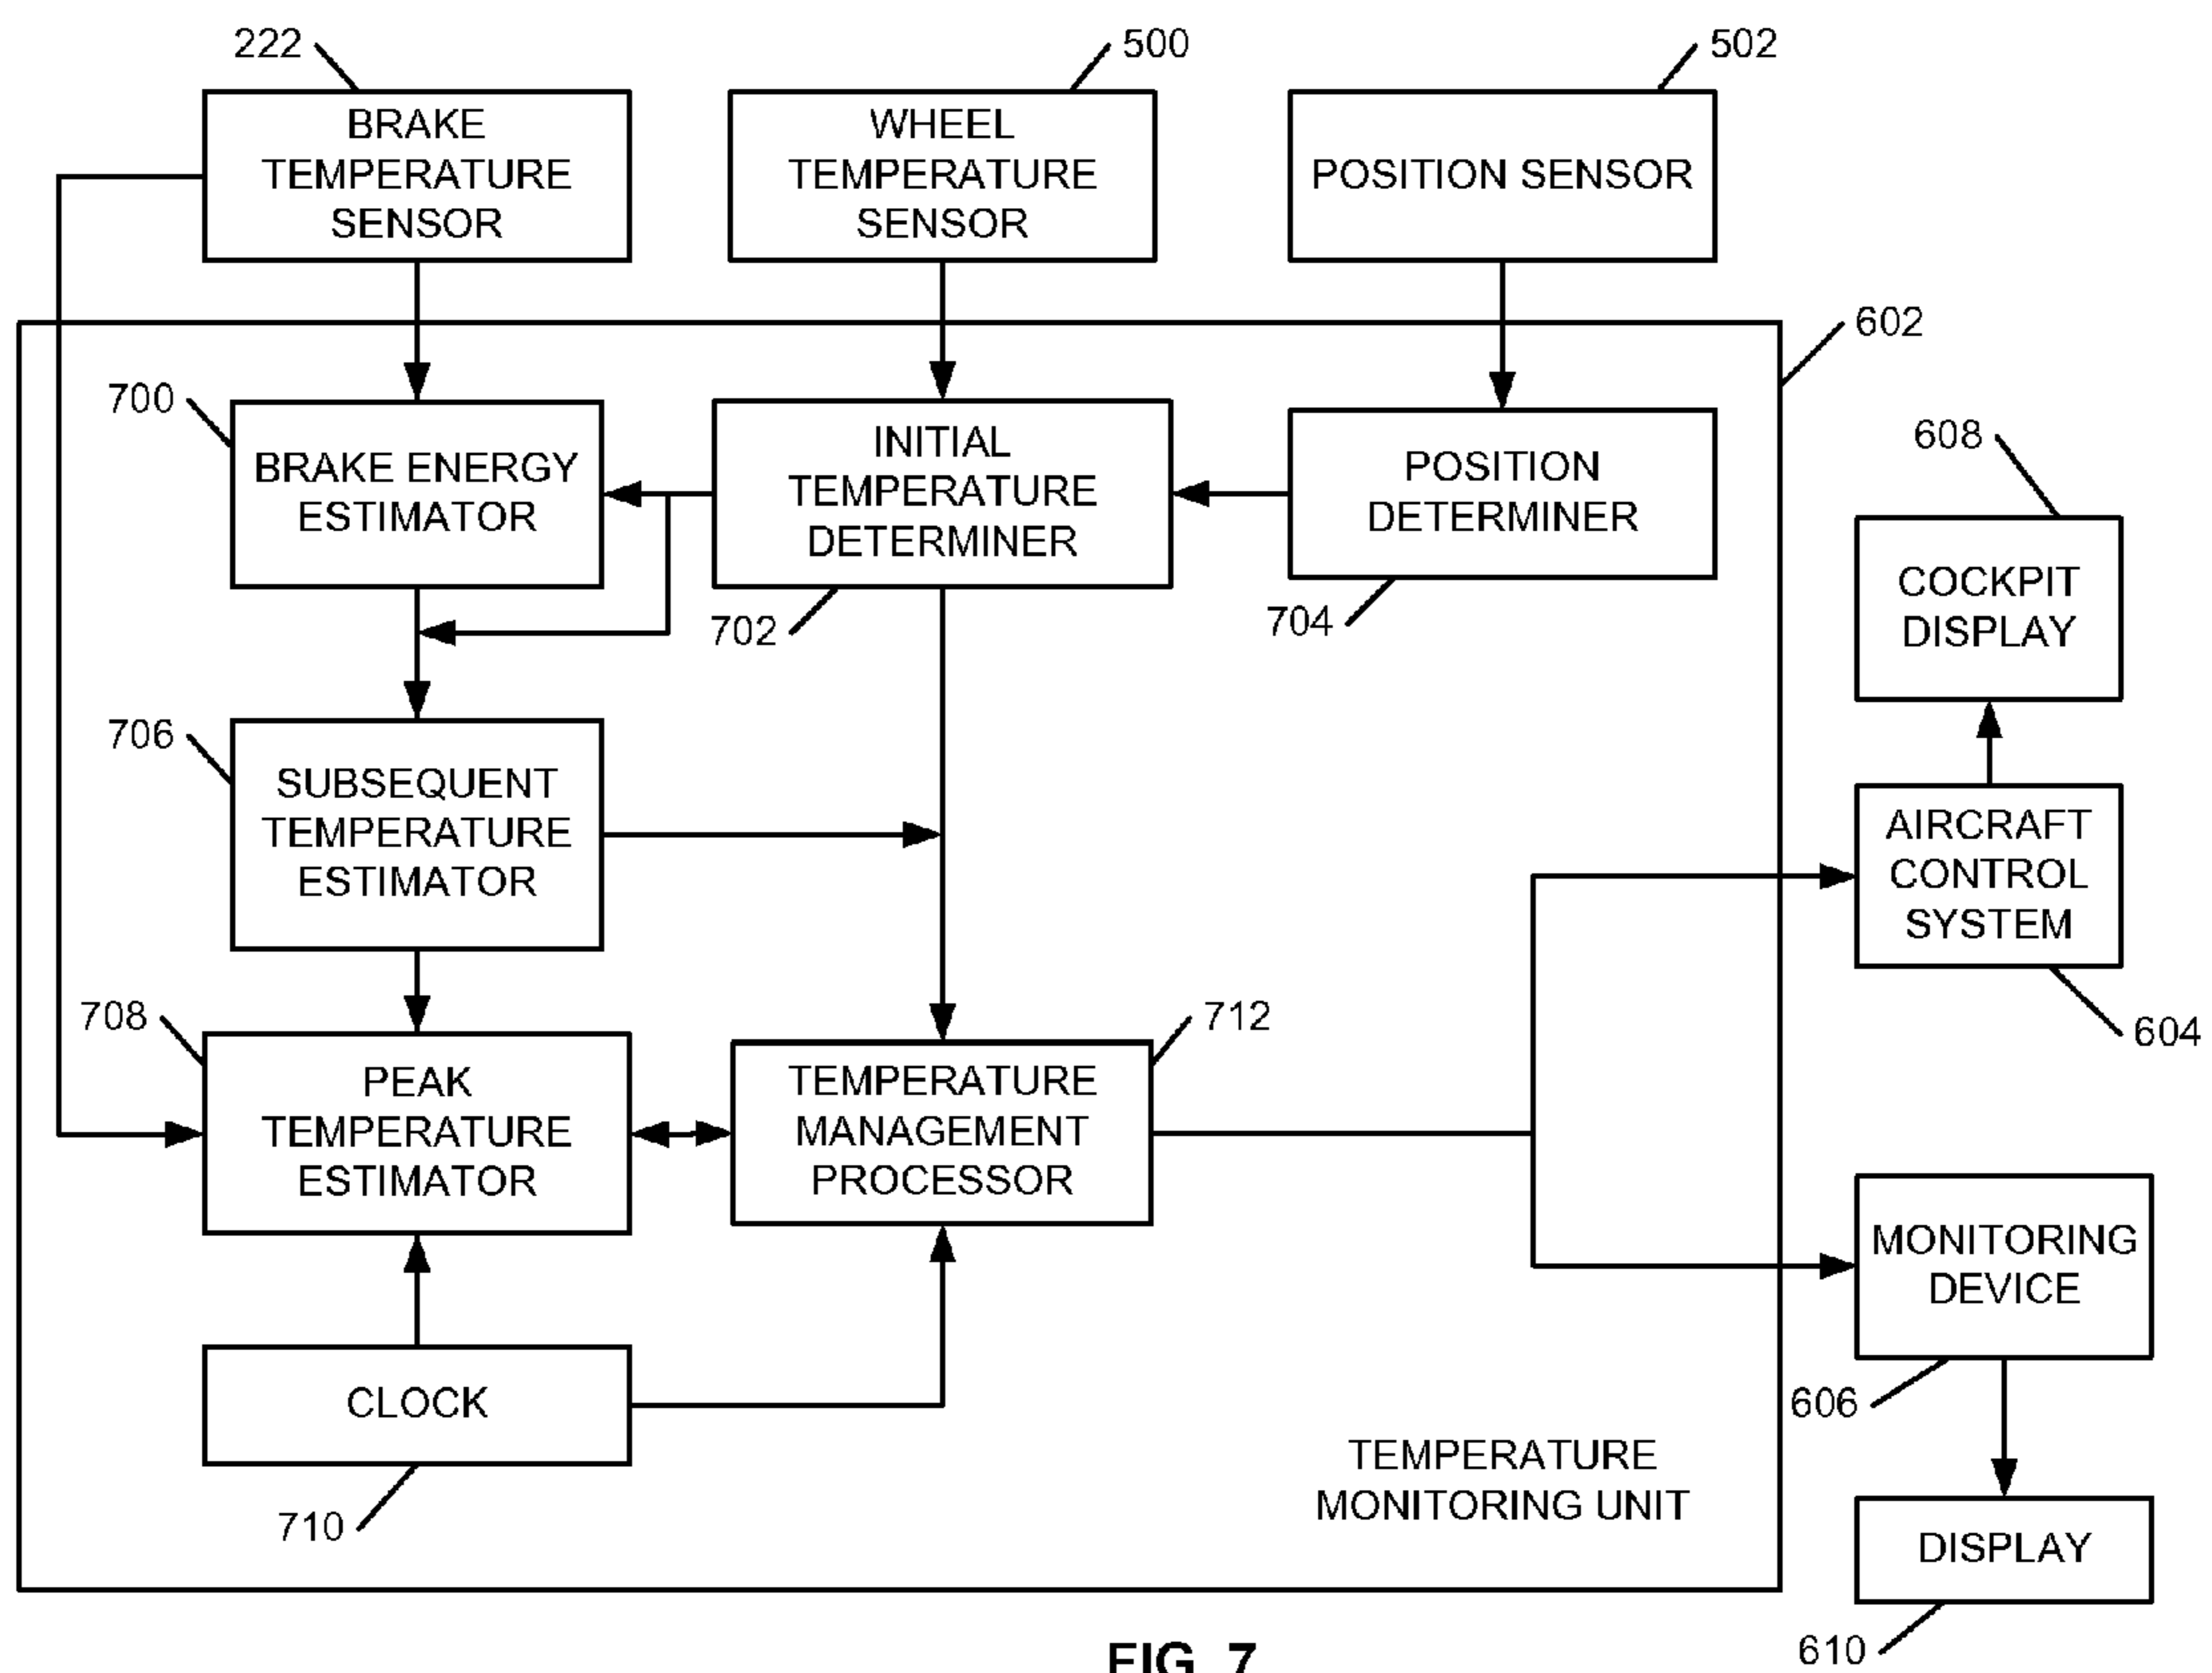 222
500
502
BRAKE
TEMPERATURE
SENSOR
WHEEL
TEMPERATURE
SENSOR
POSITION SENSOR
602
700
BRAKE ENERGY
ESTIMATOR
INITIAL
TEMPERATURE
DETERMINER
POSITION
DETERMINER
702
704
608
COCKPIT
DISPLAY
706
SUBSEQUENT
TEMPERATURE
ESTIMATOR
AIRCRAFT
CONTROL
SYSTEM
604
708
PEAK
TEMPERATURE
ESTIMATOR
712
TEMPERATURE
MANAGEMENT
PROCESSOR
MONITORING
DEVICE
606
CLOCK
710
TEMPERATURE
MONITORING UNIT
DISPLAY
610
FIG. 7